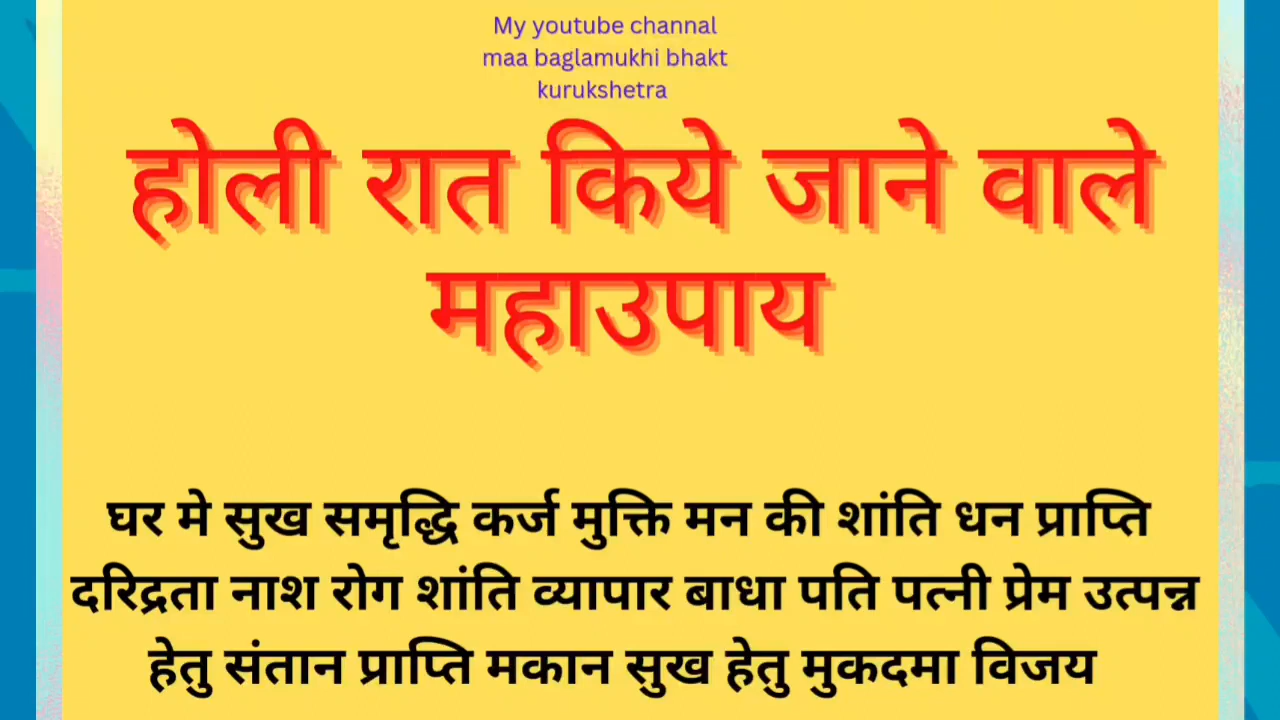 My youtube channal
maa baglamukhi bhakt
kurukshetra
होली रात किये जाने वाले
महाउपाय
घर मे सुख समृद्धि कर्ज मुक्ति मन की शांति धन प्राप्ति
दरिद्रता नाश रोग शांति व्यापार बाधा पति पत्नी प्रेम उत्पन्न
हेतु संतान प्राप्ति मकान सुख हेतु मुकदमा विजय